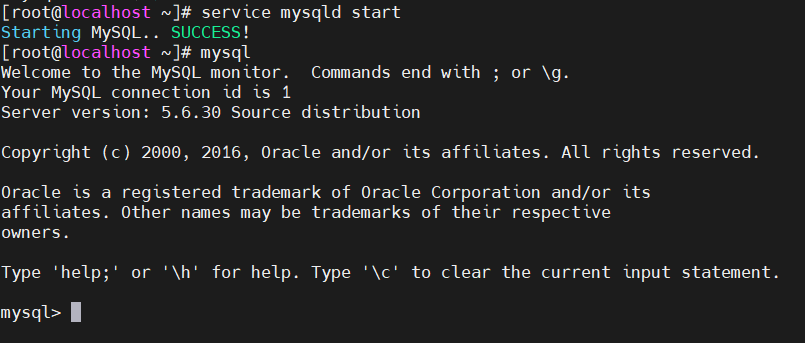 [root@localhost ~]# service mysqld start
Starting MySQL.. SUCCESS!
[root@localhost ~]# mysql
Welcome to the MySQL monitor.  Commands end with ; or \g.
Your MySQL connection id is 1
Server version: 5.6.30 Source distribution

Copyright (c) 2000, 2016, Oracle and/or its affiliates. All rights reserved.

Oracle is a registered trademark of Oracle Corporation and/or its
affiliates. Other names may be trademarks of their respective
owners.

Type 'help;' or '\h' for help. Type '\c' to clear the current input statement.

mysql>